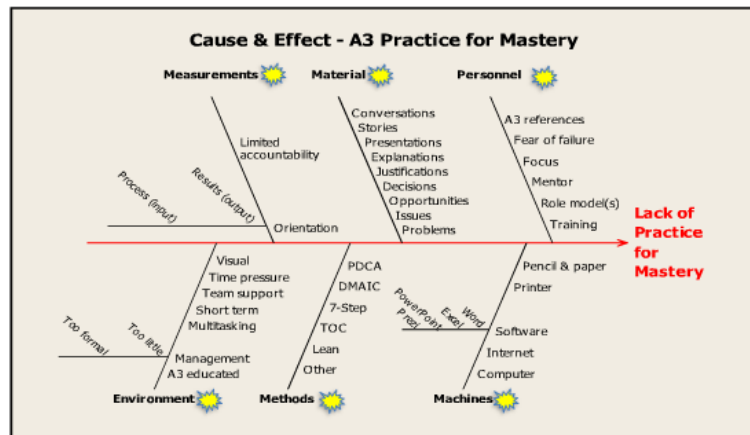 Cause & Effect - A3 Practice for Mastery
Measurements
Material
Personnel
Limited
accountability
Process (input)
Results (output)
Orientation
Conversations
Stories
Presentations
Explanations
Justifications
Decisions
Opportunities
Issues
Problems
A3 references
Fear of failure
Focus
Mentor
Role model(s)
Training
Lack of
Practice
for
Mastery
Visual
Time pressure
Team support
Short term
Multitasking
Too formal
Too little
Management
A3 educated
PDCA
DMAIC
7-Step
TOC
Lean
Other
Pencil & paper
Printer
Prezi
PowerPoint
Excel
Word
Software
Internet
Computer
Environment
Methods
Machines